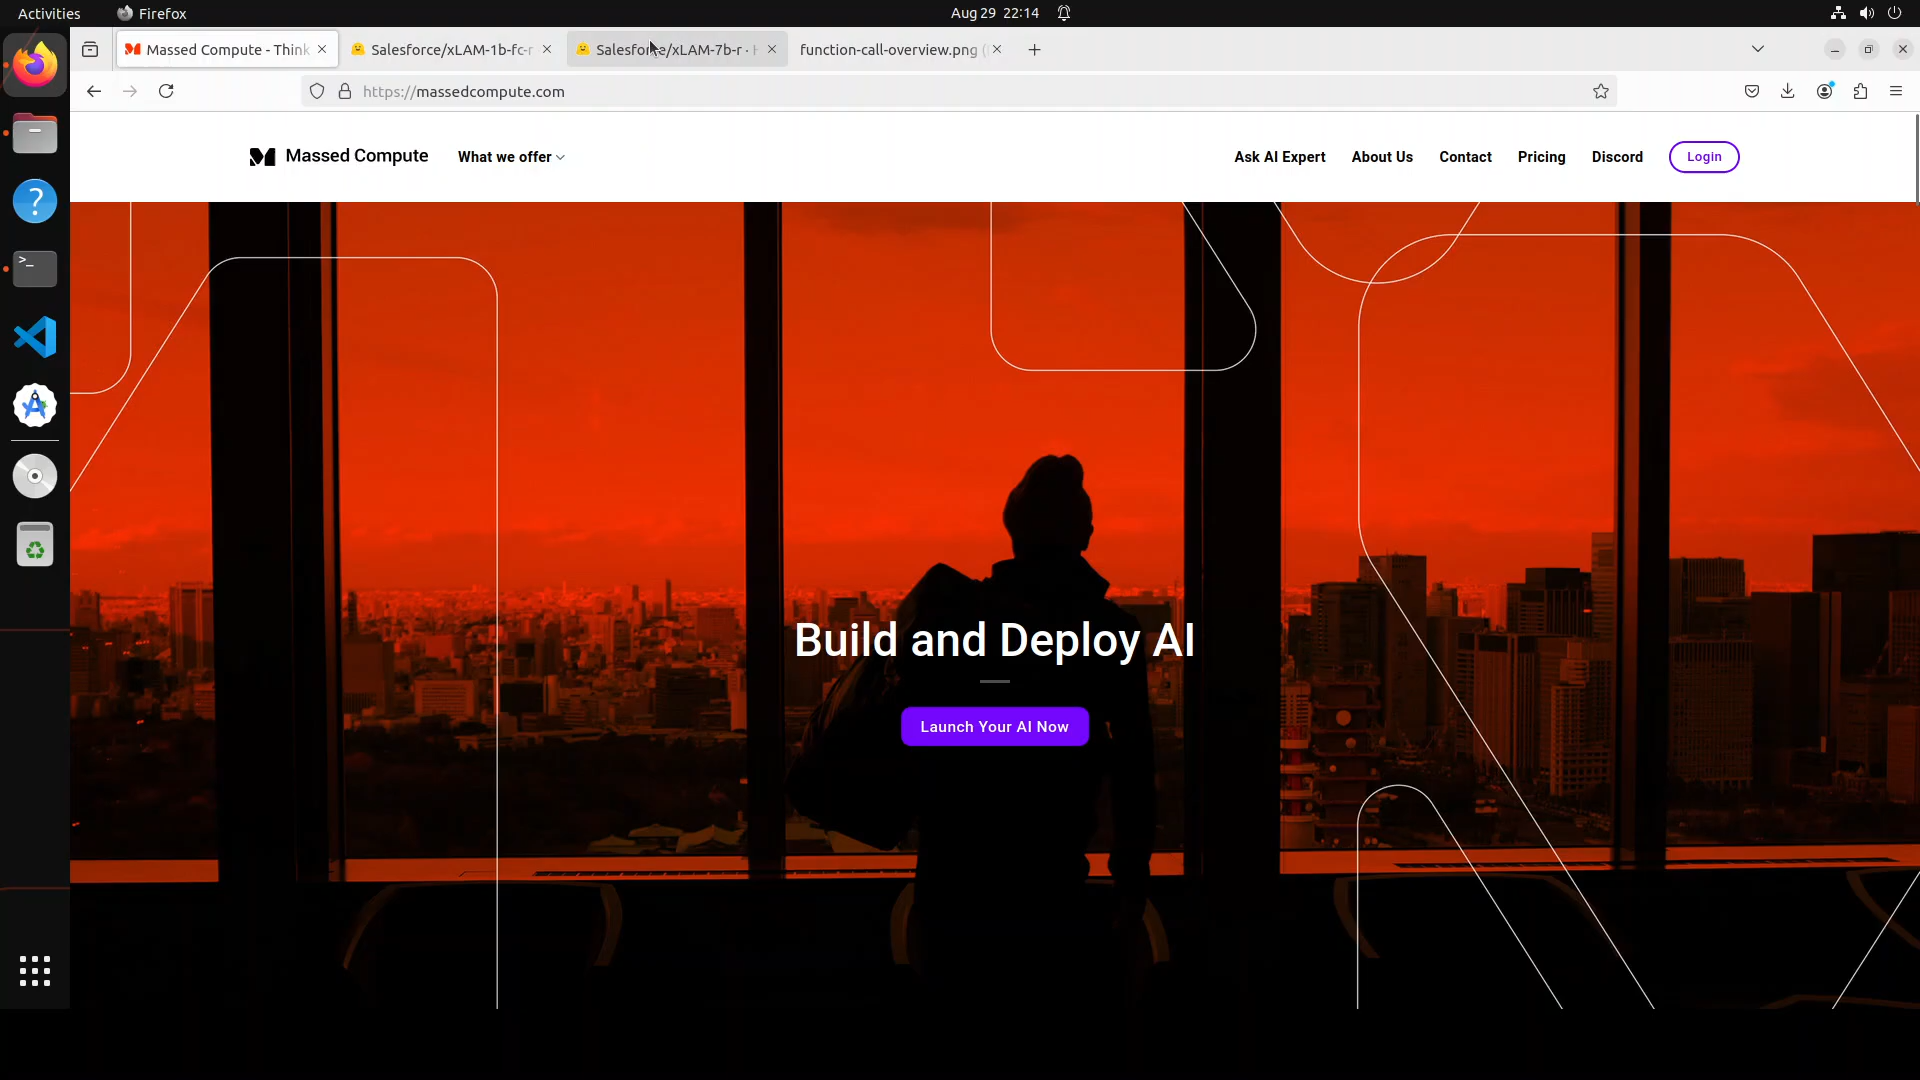 Activities
Firefox
Aug 29 22:14
Massed Compute - Think
Salesforce/xLAM-1b-fc-r
Salesforce/xLAM-7b-r
function-call-overview.png
https://massedcompute.com
Massed Compute
What we offer
Ask AI Expert
About Us
Contact
Pricing
Discord
Login
Build and Deploy AI
Launch Your AI Now